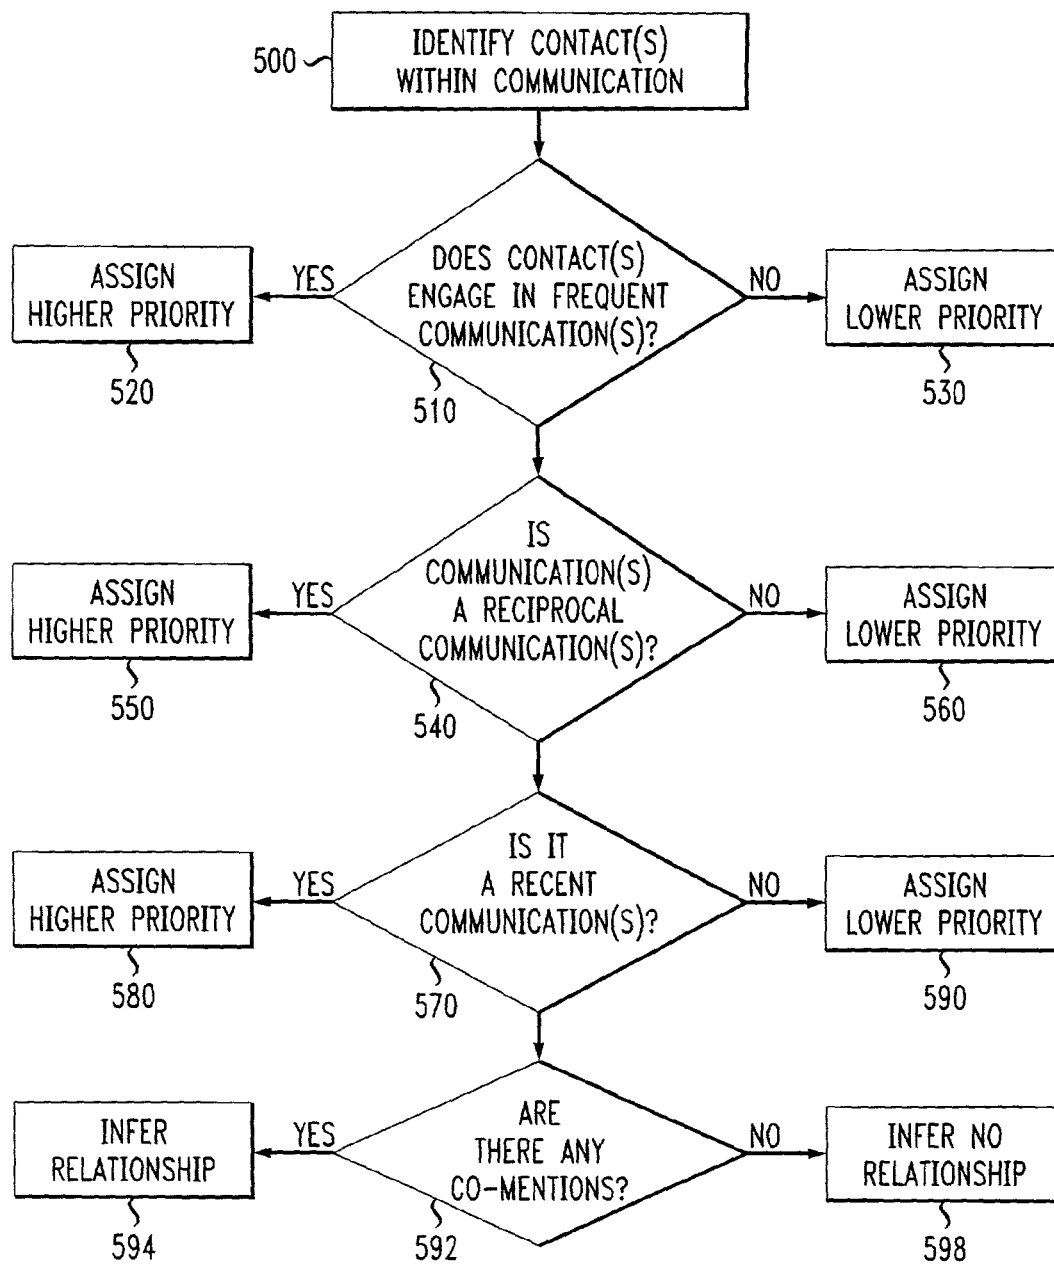 500
IDENTIFY CONTACT(S)
WITHIN COMMUNICATION
DOES CONTACT(S)
ENGAGE IN FREQUENT
COMMUNICATION(S)?
510
YES
ASSIGN
HIGHER PRIORITY
520
NO
ASSIGN
LOWER PRIORITY
530
IS
COMMUNICATION(S)
A RECIPROCAL
COMMUNICATION(S)?
540
YES
ASSIGN
HIGHER PRIORITY
550
NO
ASSIGN
LOWER PRIORITY
560
IS IT
A RECENT
COMMUNICATION(S)?
570
YES
ASSIGN
HIGHER PRIORITY
580
NO
ASSIGN
LOWER PRIORITY
590
ARE
THERE ANY
CO-MENTIONS?
592
YES
INFER
RELATIONSHIP
594
NO
INFER NO
RELATIONSHIP
598